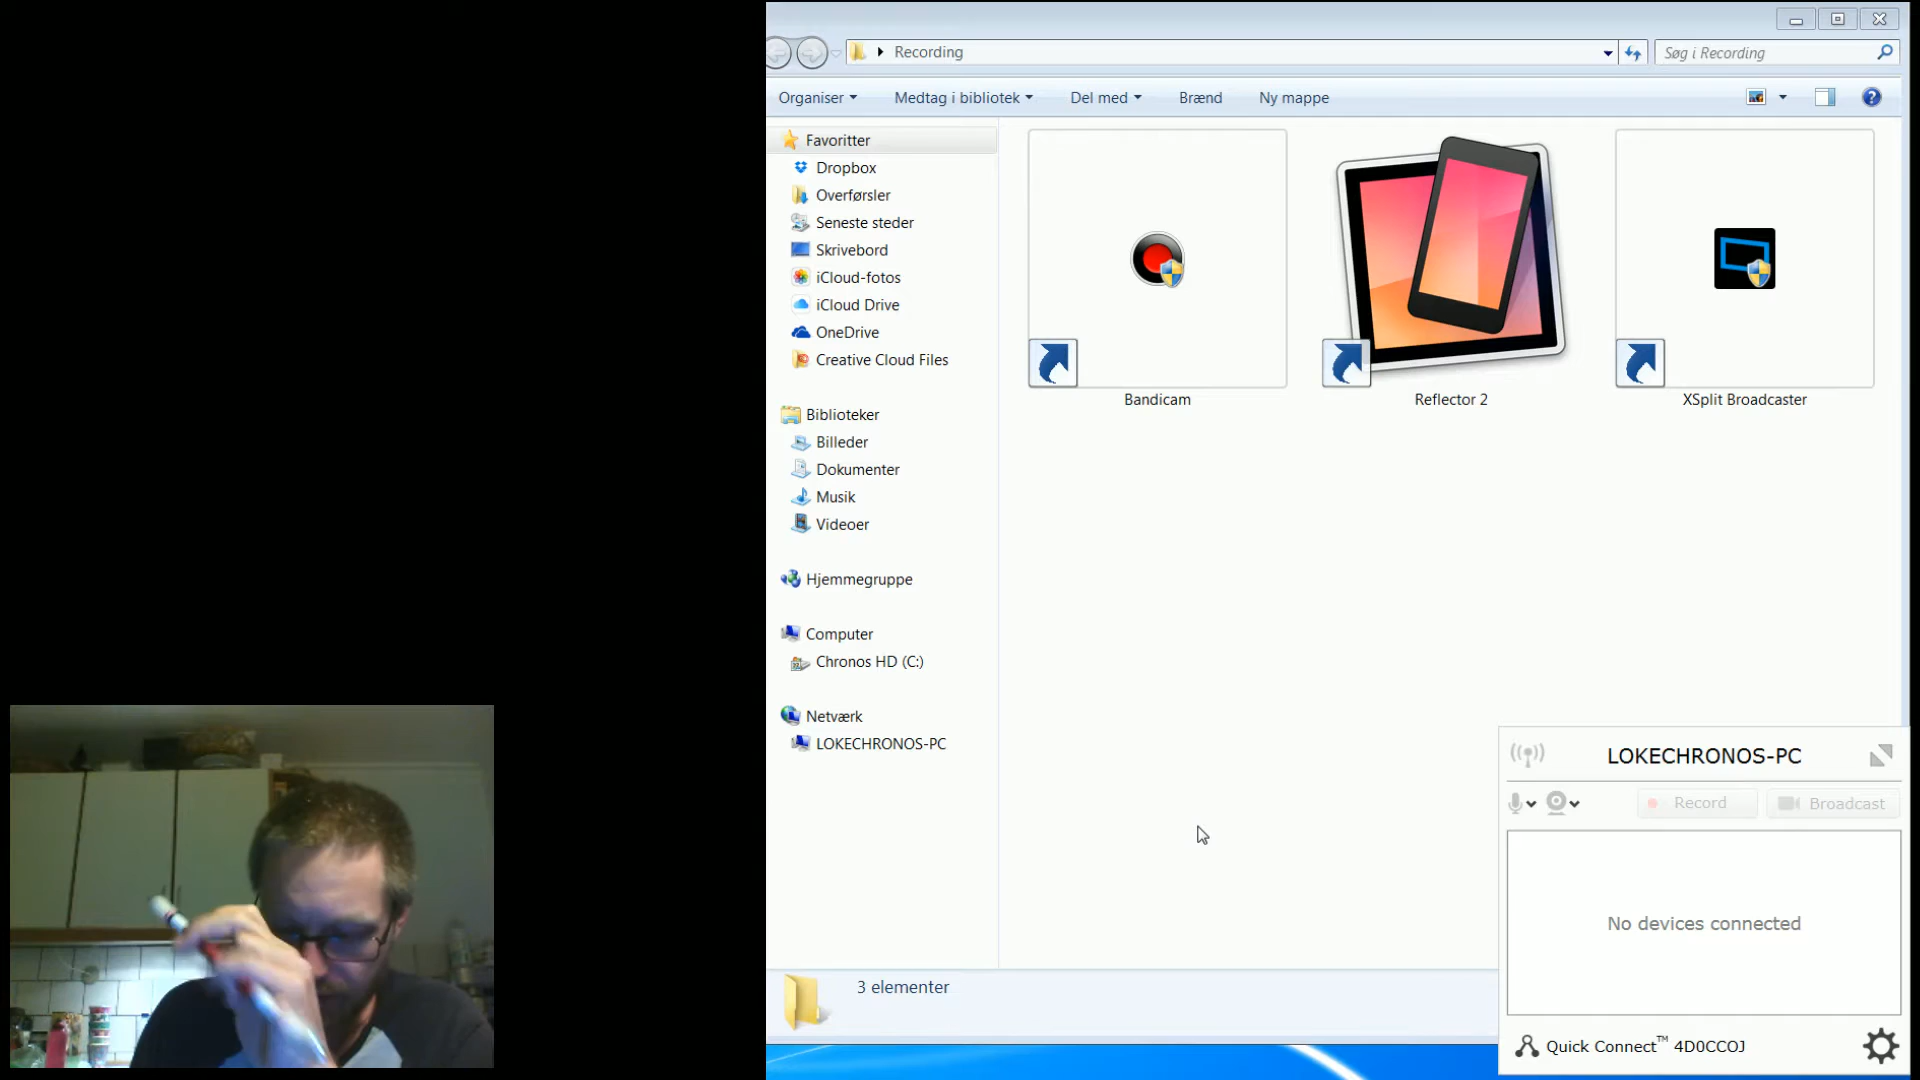 Recording
Søg i Recording
Organiser
Medtag i bibliotek
Del med
Brænd
Ny mappe
Favoritter
Dropbox
Overførsler
Seneste steder
Skrivebord
iCloud-fotos
iCloud Drive
OneDrive
Creative Cloud Files
Biblioteker
Billeder
Dokumenter
Musik
Videoer
Hjemmegruppe
Computer
Chronos HD (C:)
Netværk
LOKECHRONOS-PC
Bandicam
Reflector 2
XSplit Broadcaster
3 elementer
LOKECHRONOS-PC
Record
Broadcast
No devices connected
Quick Connect™ 4D0CCOJ